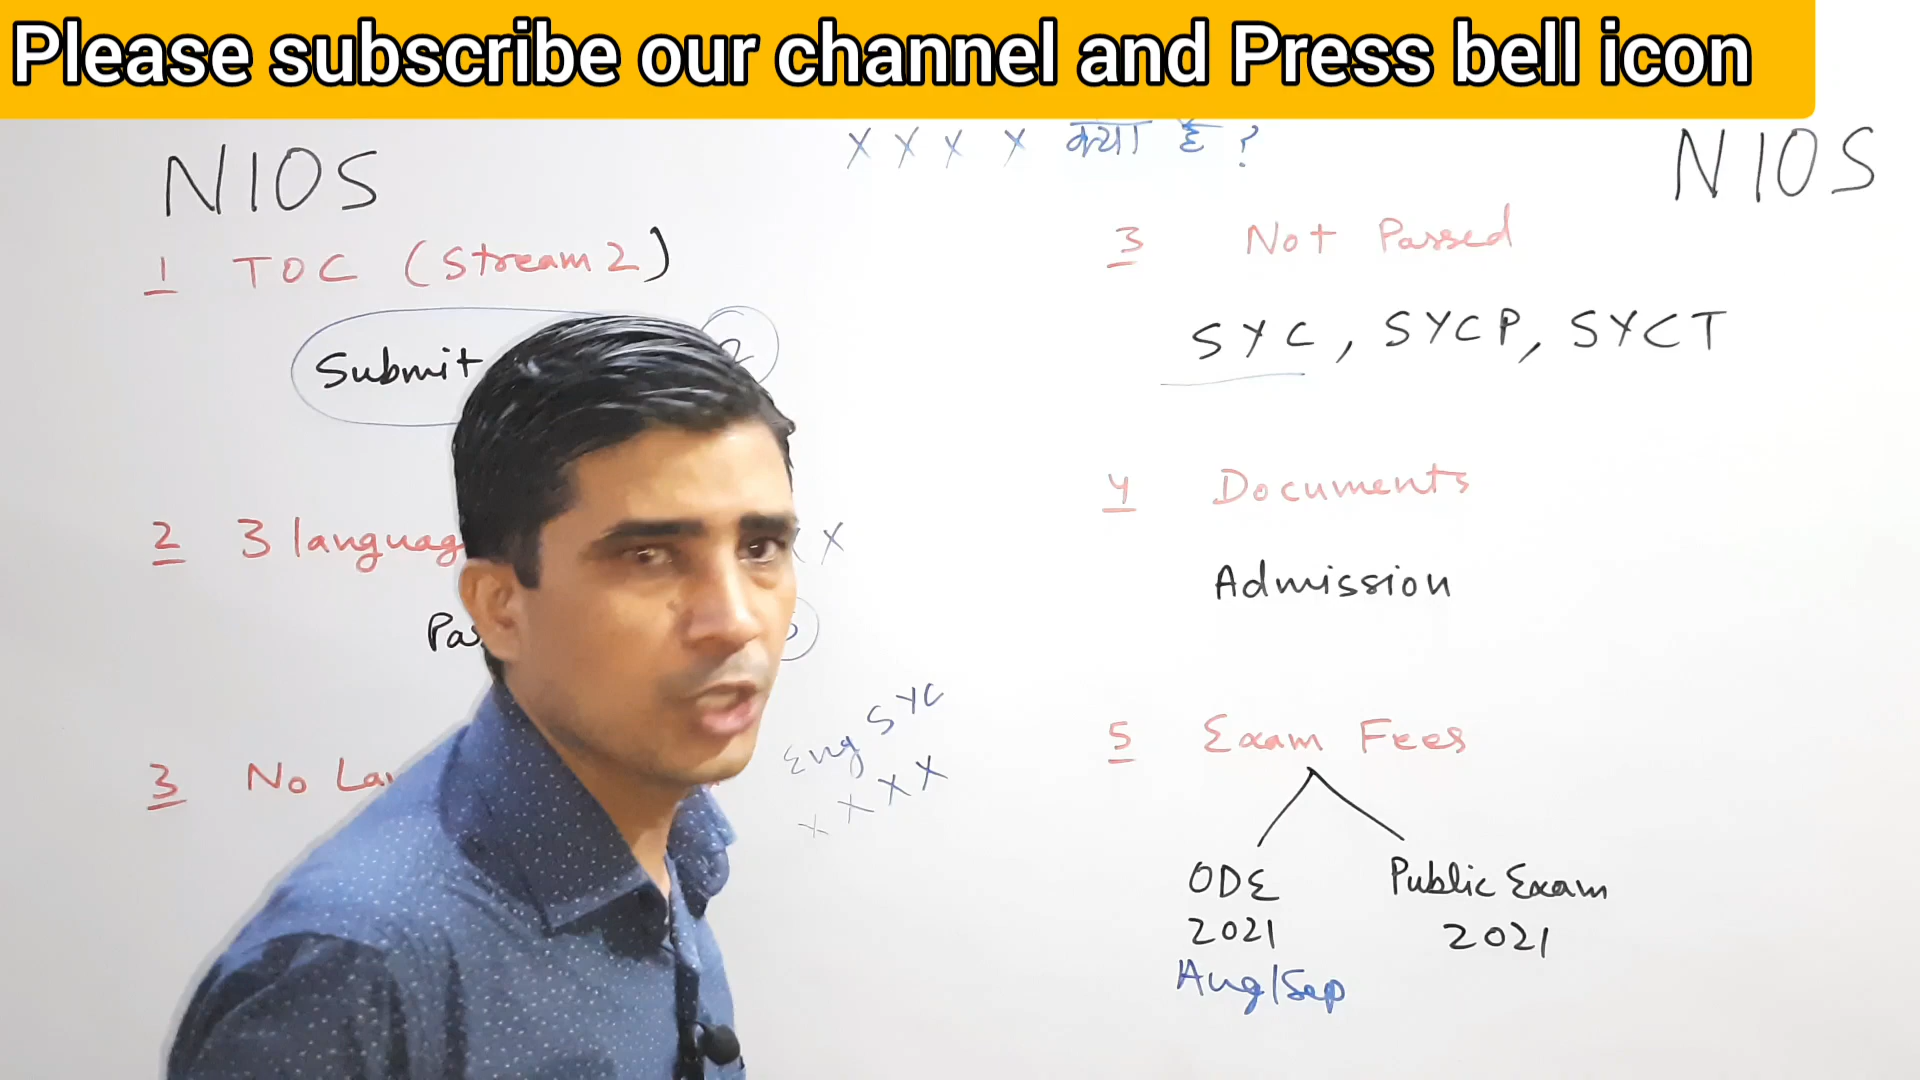 Please subscribe our channel and Press bell icon
X X X X क्या है ?
NIOS
1 TOC (Stream 2)
Submit 2
2 3 languag X
3 No
Eng SYC
X X X X
NIOS
3 Not Passed
SYC, SYCP, SYCT
4 Documents
Admission
5 Exam Fees
ODE Public Exam
2021 2021
Aug/Sep